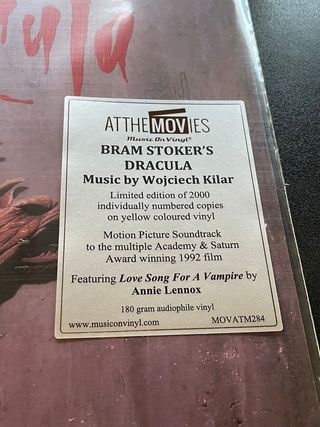 ula
ATTHEMOVIES
Music On Vinyl®
BRAM STOKER'S
DRACULA
Music by Wojciech Kilar
Limited edition of 2000
individually numbered copies
on yellow coloured vinyl
Motion Picture Soundtrack
to the multiple Academy & Saturn
Award winning 1992 film
Featuring Love Song For A Vampire by
Annie Lennox
180 gram audiophile vinyl
www.musiconvinyl.com MOVATM284